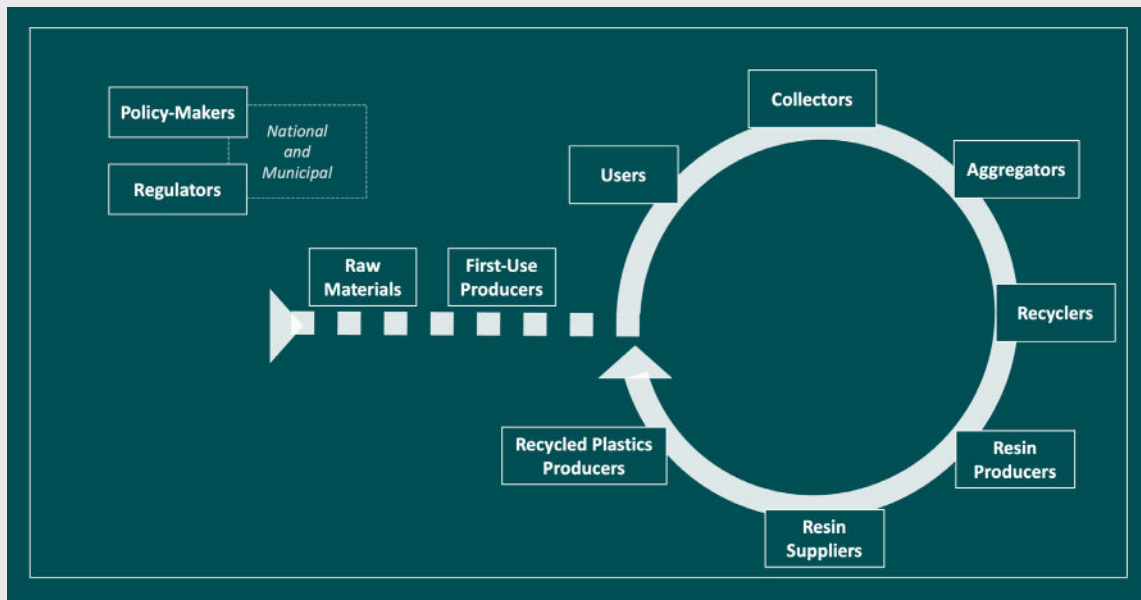 Policy-Makers
National
and
Municipal
Regulators
Collectors
Users
Aggregators
Raw
Materials
First-Use
Producers
Recyclers
Recycled Plastics
Producers
Resin
Producers
Resin
Suppliers